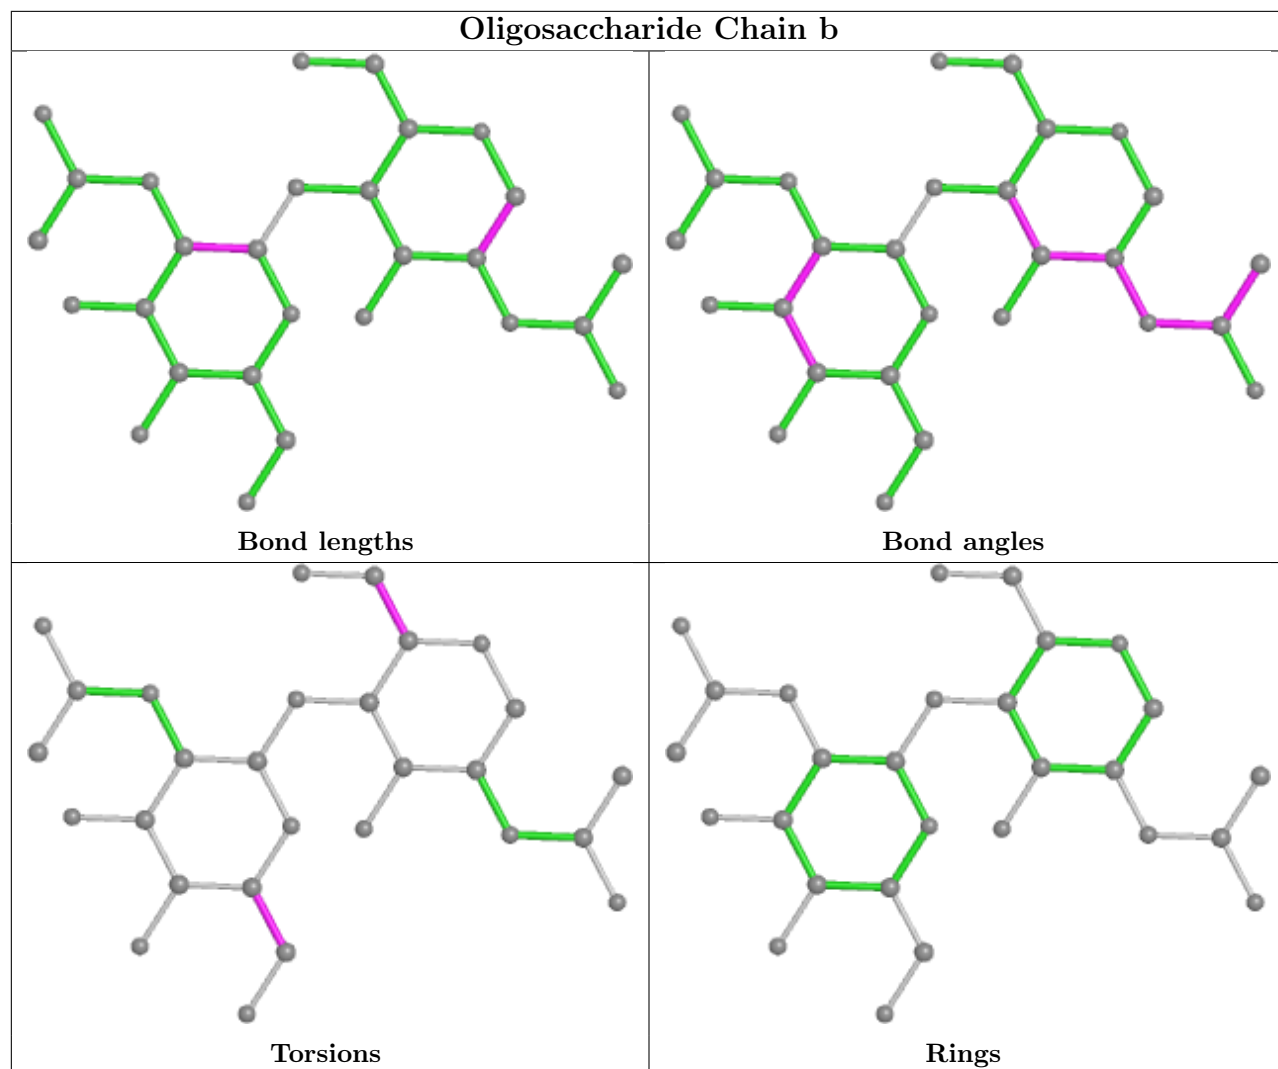 Oligosaccharide Chain b
Bond lengths
Bond angles
Torsions
Rings